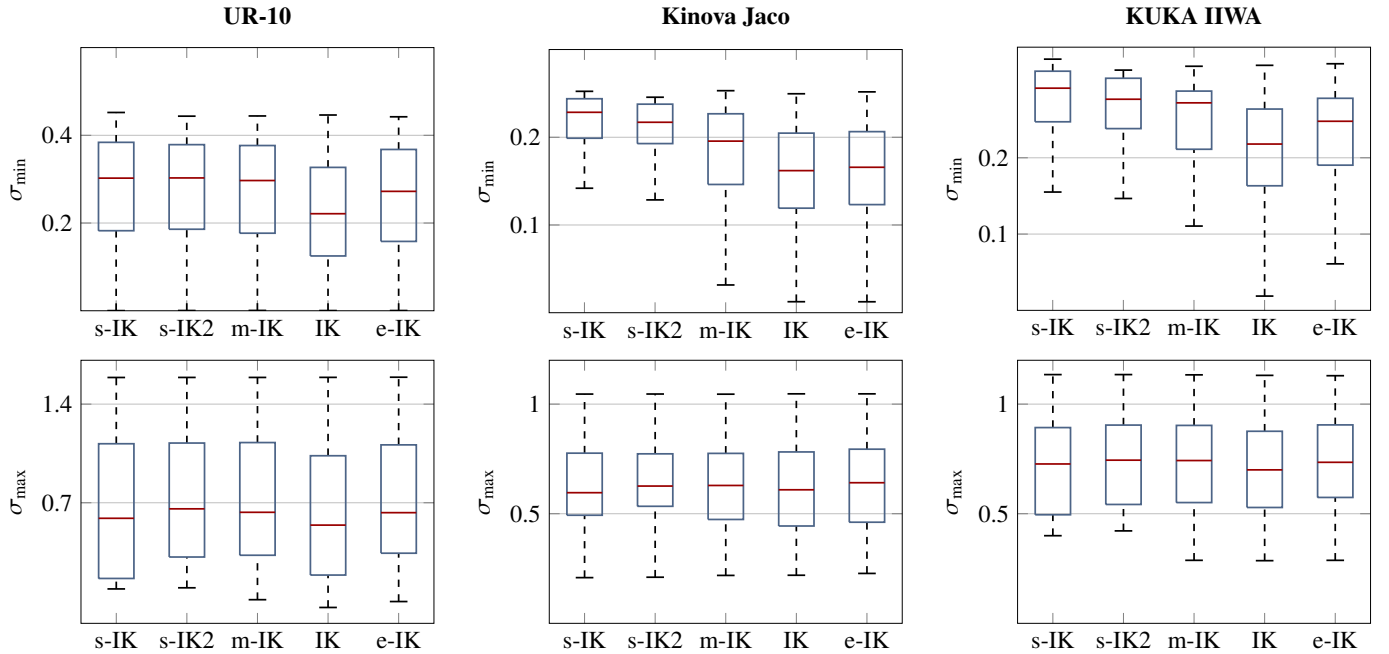 UR-10 Kinova Jaco KUKA IIWA
0.4
0.2
σmin
s-IK s-IK2 m-IK IK e-IK
0.2
0.1
σmin
s-IK s-IK2 m-IK IK e-IK
0.2
0.1
σmin
s-IK s-IK2 m-IK IK e-IK
1.4
0.7
σmax
s-IK s-IK2 m-IK IK e-IK
1
0.5
σmax
s-IK s-IK2 m-IK IK e-IK
1
0.5
σmax
s-IK s-IK2 m-IK IK e-IK